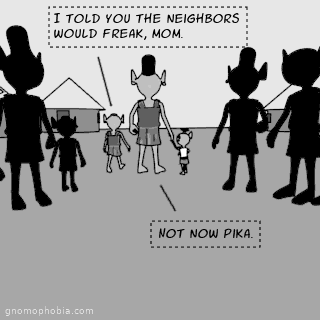 I TOLD YOU THE NEIGHBORS
WOULD FREAK, MOM.
NOT NOW PIKA.
gnomophobia.com